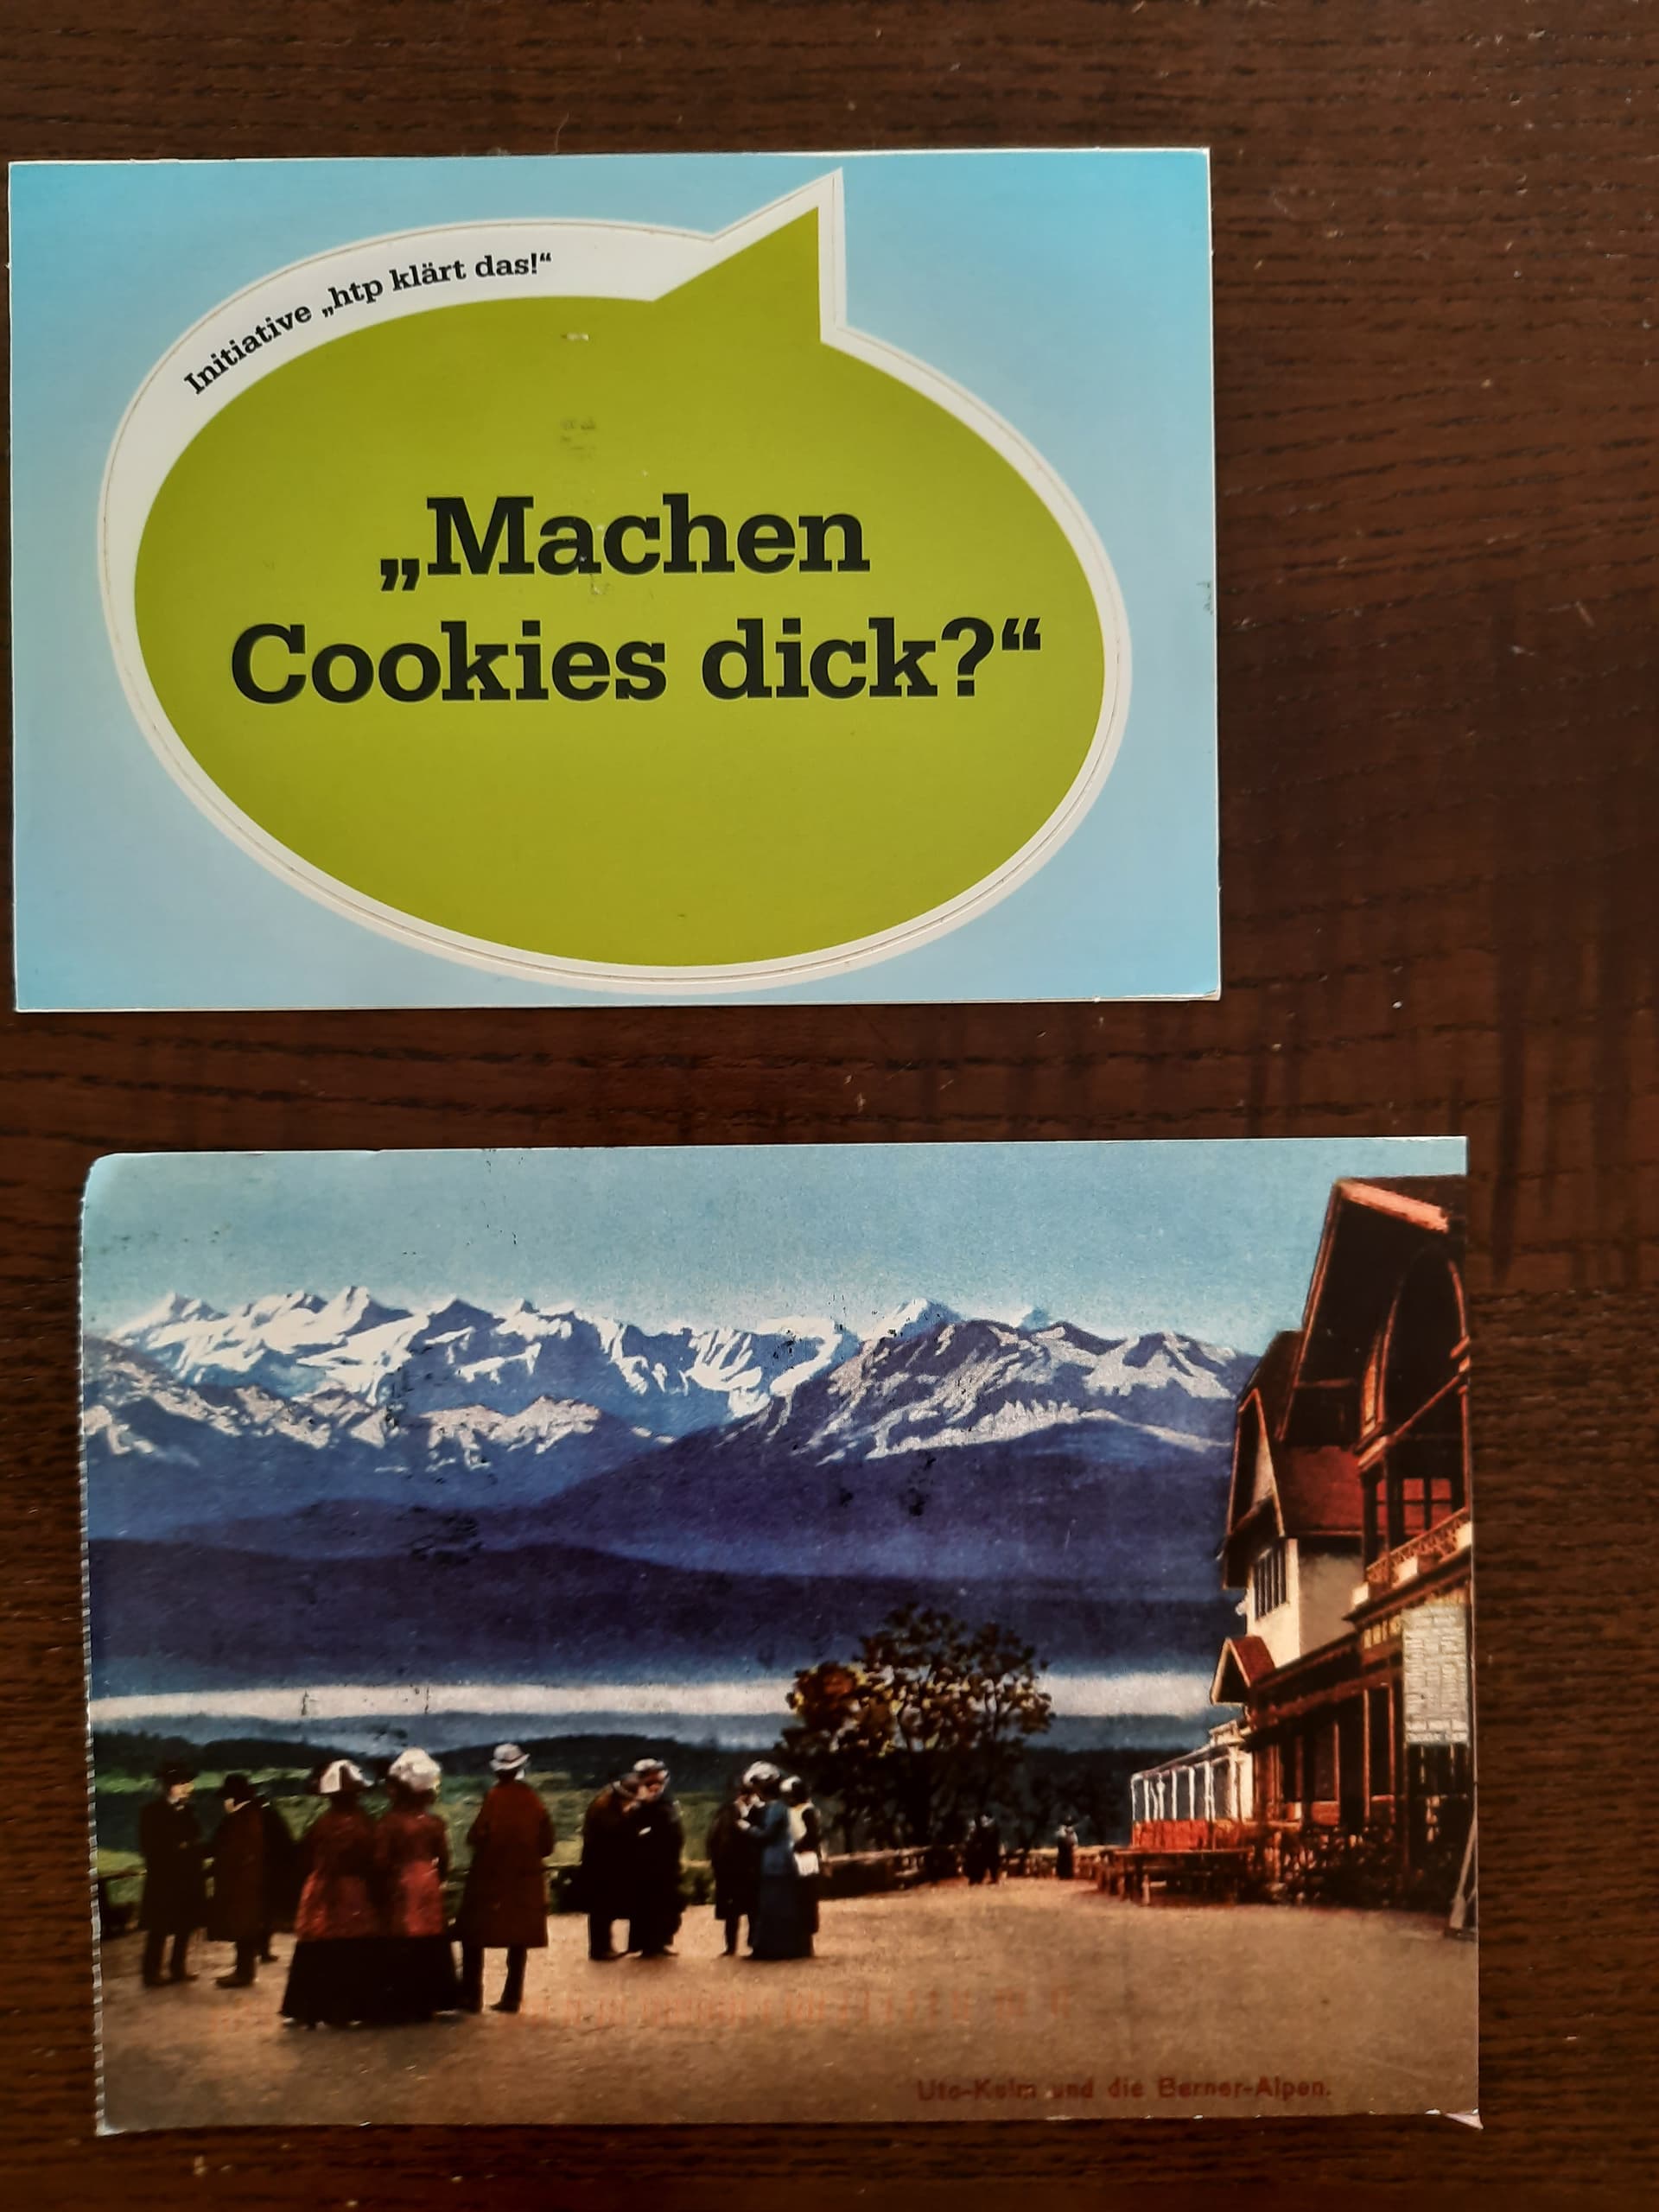 Initiative „htp klärt das!“
„Machen
Cookies dick?“
Uto-Kulm und die Berner-Alpen.